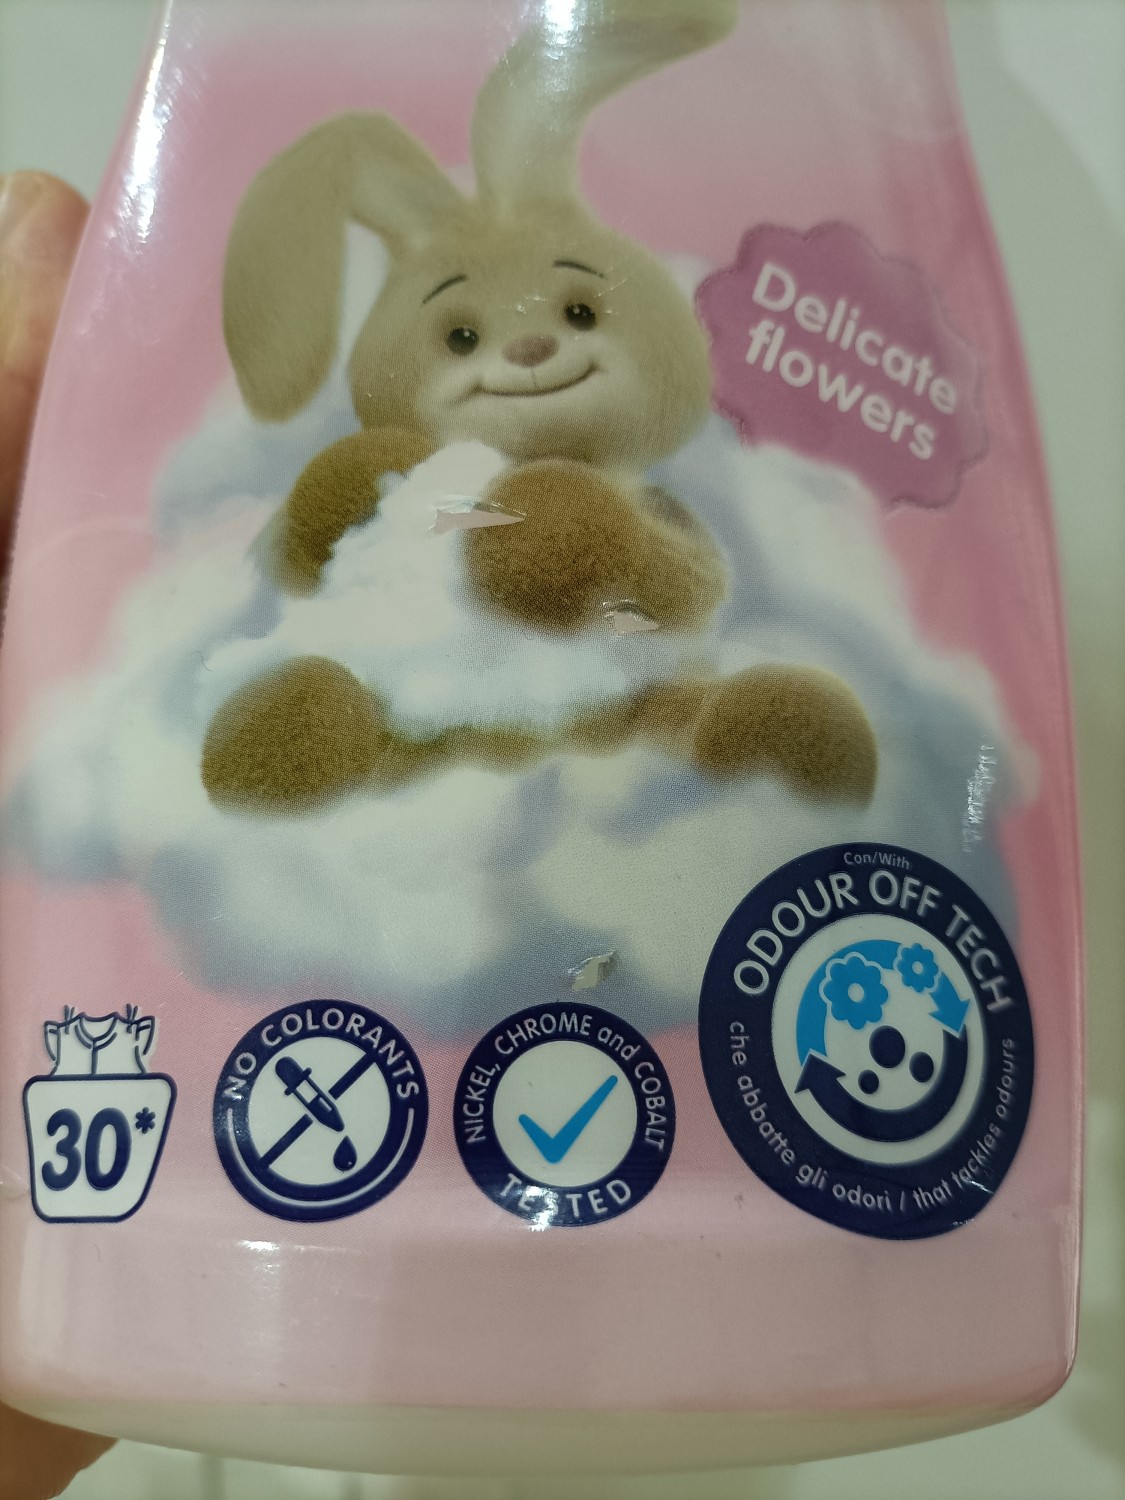 Delicate
flowers
Con/With
ODOUR OFF TECH
che abbatte gli odori / that tackles odours
30*
NO COLORANTS
NICKEL, CHROME and COBALT
TESTED